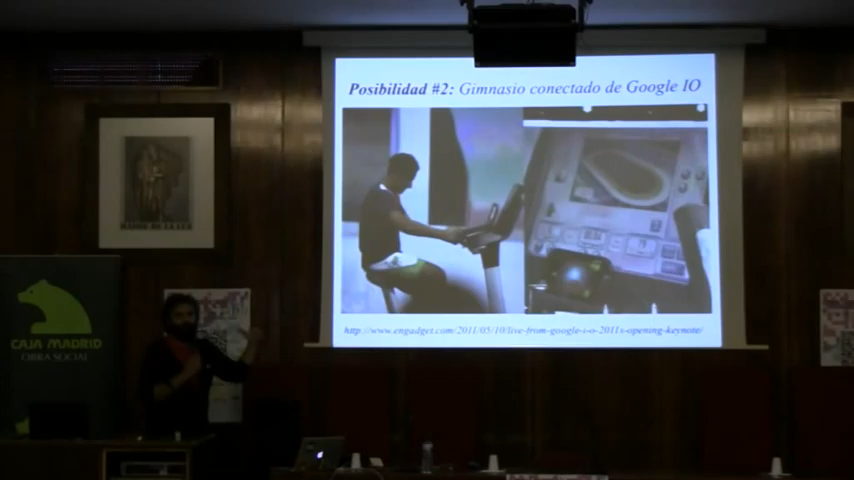 Posibilidad #2: Gimnasio conectado de Google IO
http://www.engadget.com/2011/05/10/live-from-google-i-o-2011s-opening-keynote/
CAJA MADRID
OBRA SOCIAL